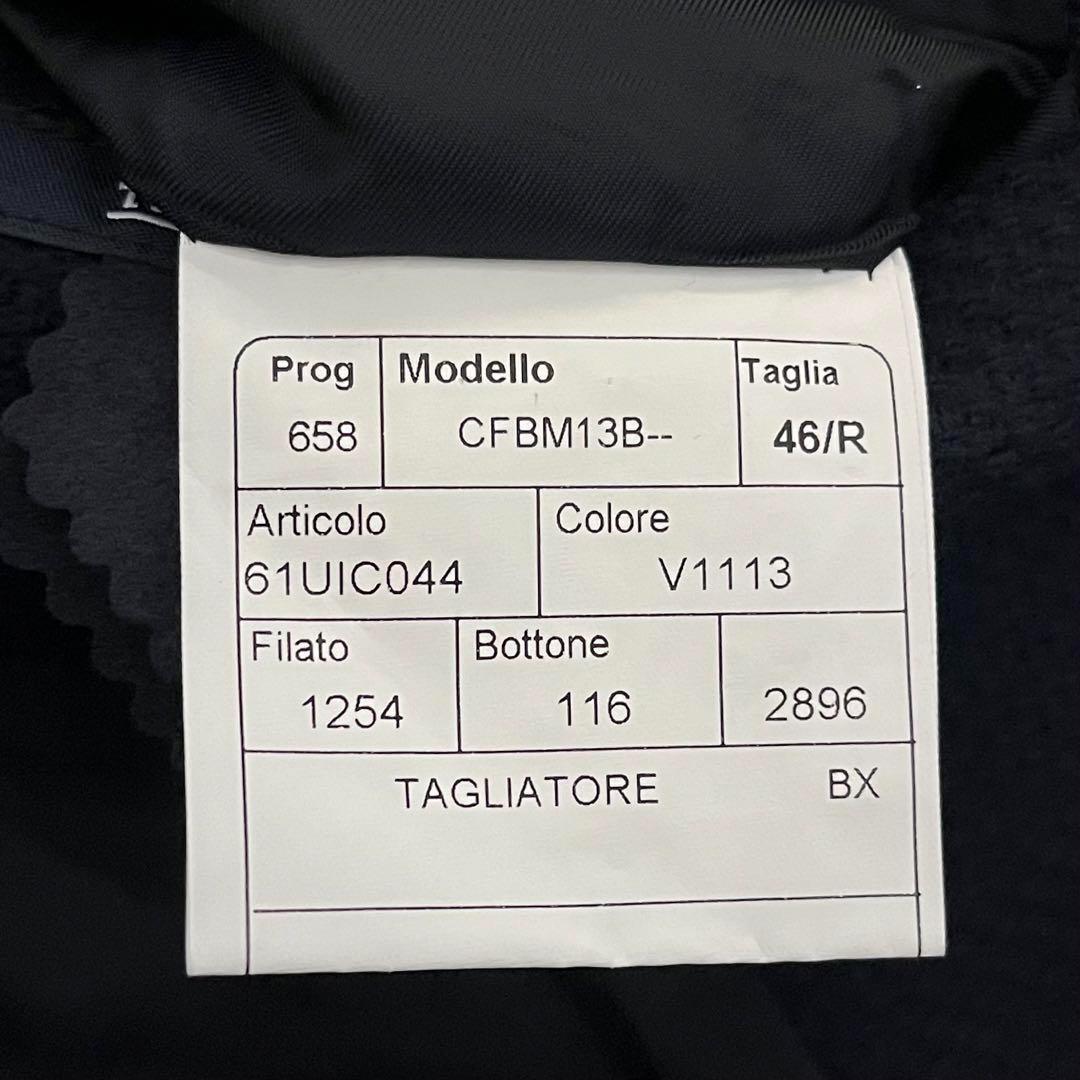 Prog Modello Taglia
658 CFBM13B-- 46/R
Articolo Colore
61UIC044 V1113
Filato Bottone
1254 116 2896
TAGLIATORE BX